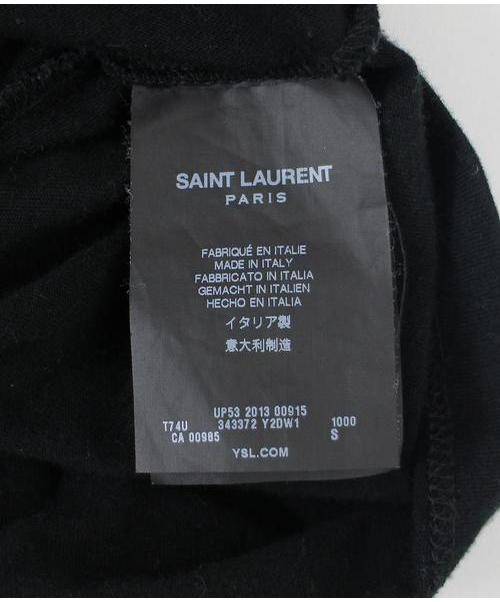 SAINT LAURENT
PARIS
FABRIQUÉ EN ITALIE
MADE IN ITALY
FABBRICATO IN ITALIA
GEMACHT IN ITALIEN
HECHO EN ITALIA
イタリア製
意大利制造
UP53 2013 00915
T74U 343372 Y2DW1 1000
CA 00985 S
YSL.COM